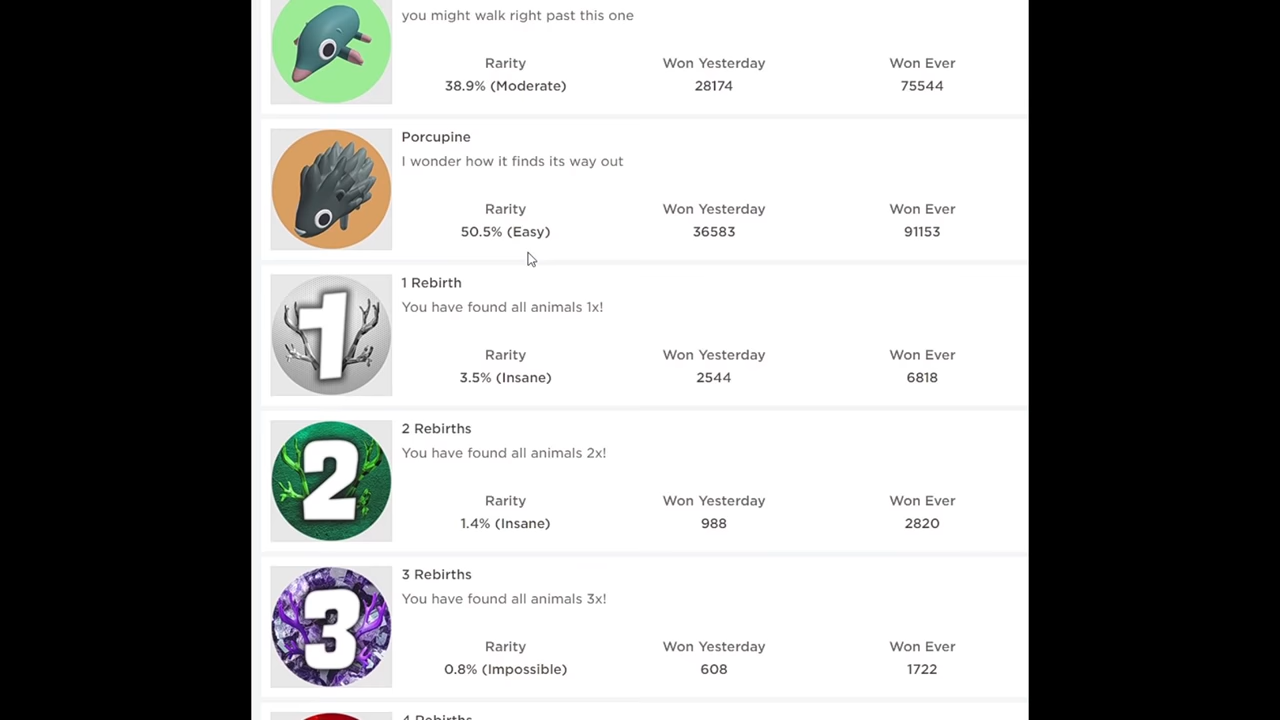 you might walk right past this one
Rarity Won Yesterday Won Ever
38.9% (Moderate) 28174 75544
Porcupine
I wonder how it finds its way out
Rarity Won Yesterday Won Ever
50.5% (Easy) 36583 91153
1 Rebirth
You have found all animals 1x!
1
Rarity Won Yesterday Won Ever
3.5% (Insane) 2544 6818
2 Rebirths
You have found all animals 2x!
2
Rarity Won Yesterday Won Ever
1.4% (Insane) 988 2820
3 Rebirths
You have found all animals 3x!
3
Rarity Won Yesterday Won Ever
0.8% (Impossible) 608 1722
4 Rebirths